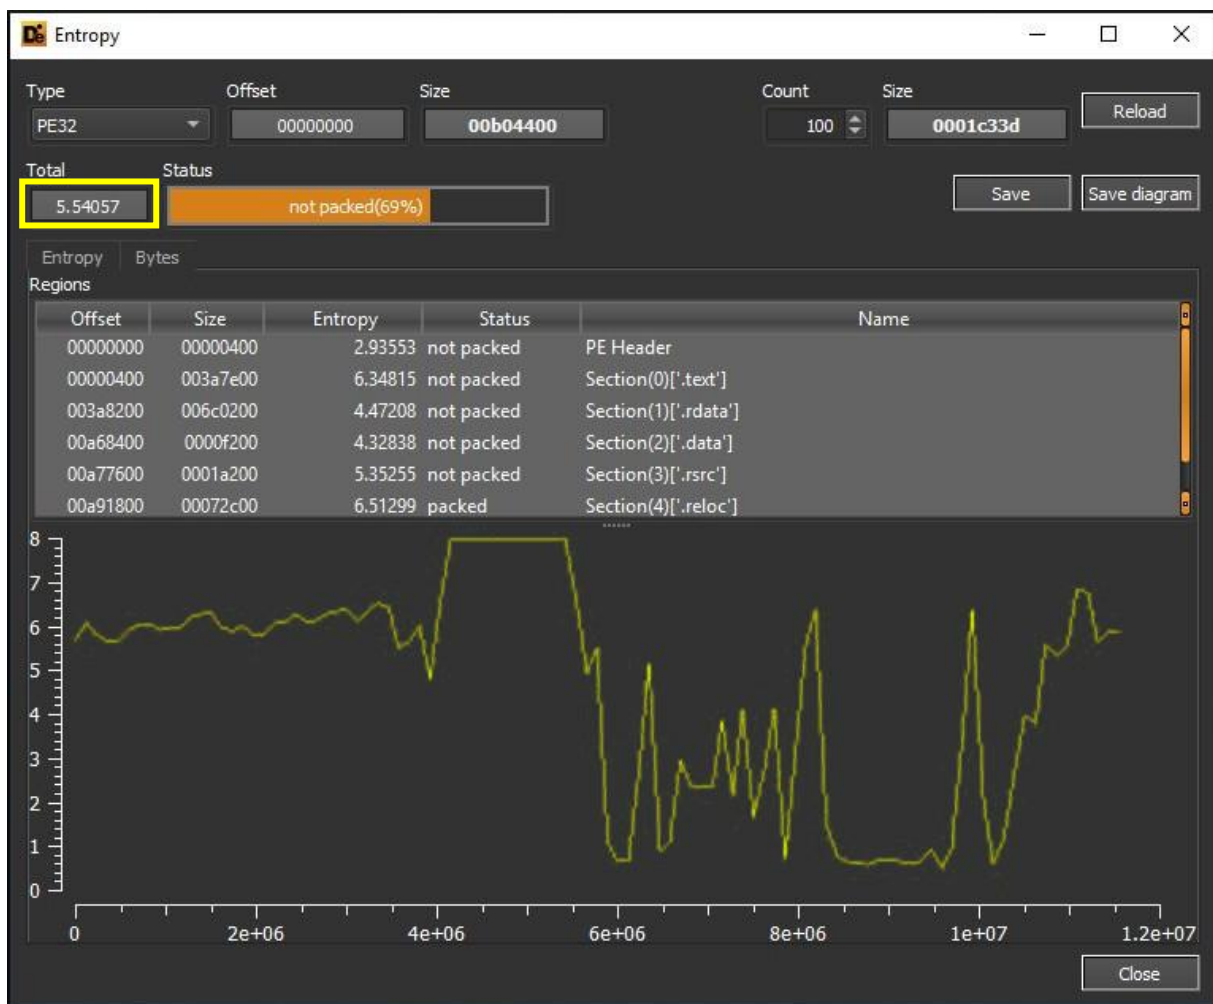 De Entropy
Type Offset Size Count Size
PE32 00000000 00b04400 100 0001c33d Reload
Total Status
5.54057 not packed(69%) Save Save diagram
Entropy Bytes
Regions
Offset Size Entropy Status Name
00000000 00000400 2.93553 not packed PE Header
00000400 003a7e00 6.34815 not packed Section(0)['.text']
003a8200 006c0200 4.47208 not packed Section(1)['.rdata']
00a68400 0000f200 4.32838 not packed Section(2)['.data']
00a77600 0001a200 5.35255 not packed Section(3)['.rsrc']
00a91800 00072c00 6.51299 packed Section(4)['.reloc']
8
7
6
5
4
3
2
1
0
0 2e+06 4e+06 6e+06 8e+06 1e+07 1.2e+07
Close